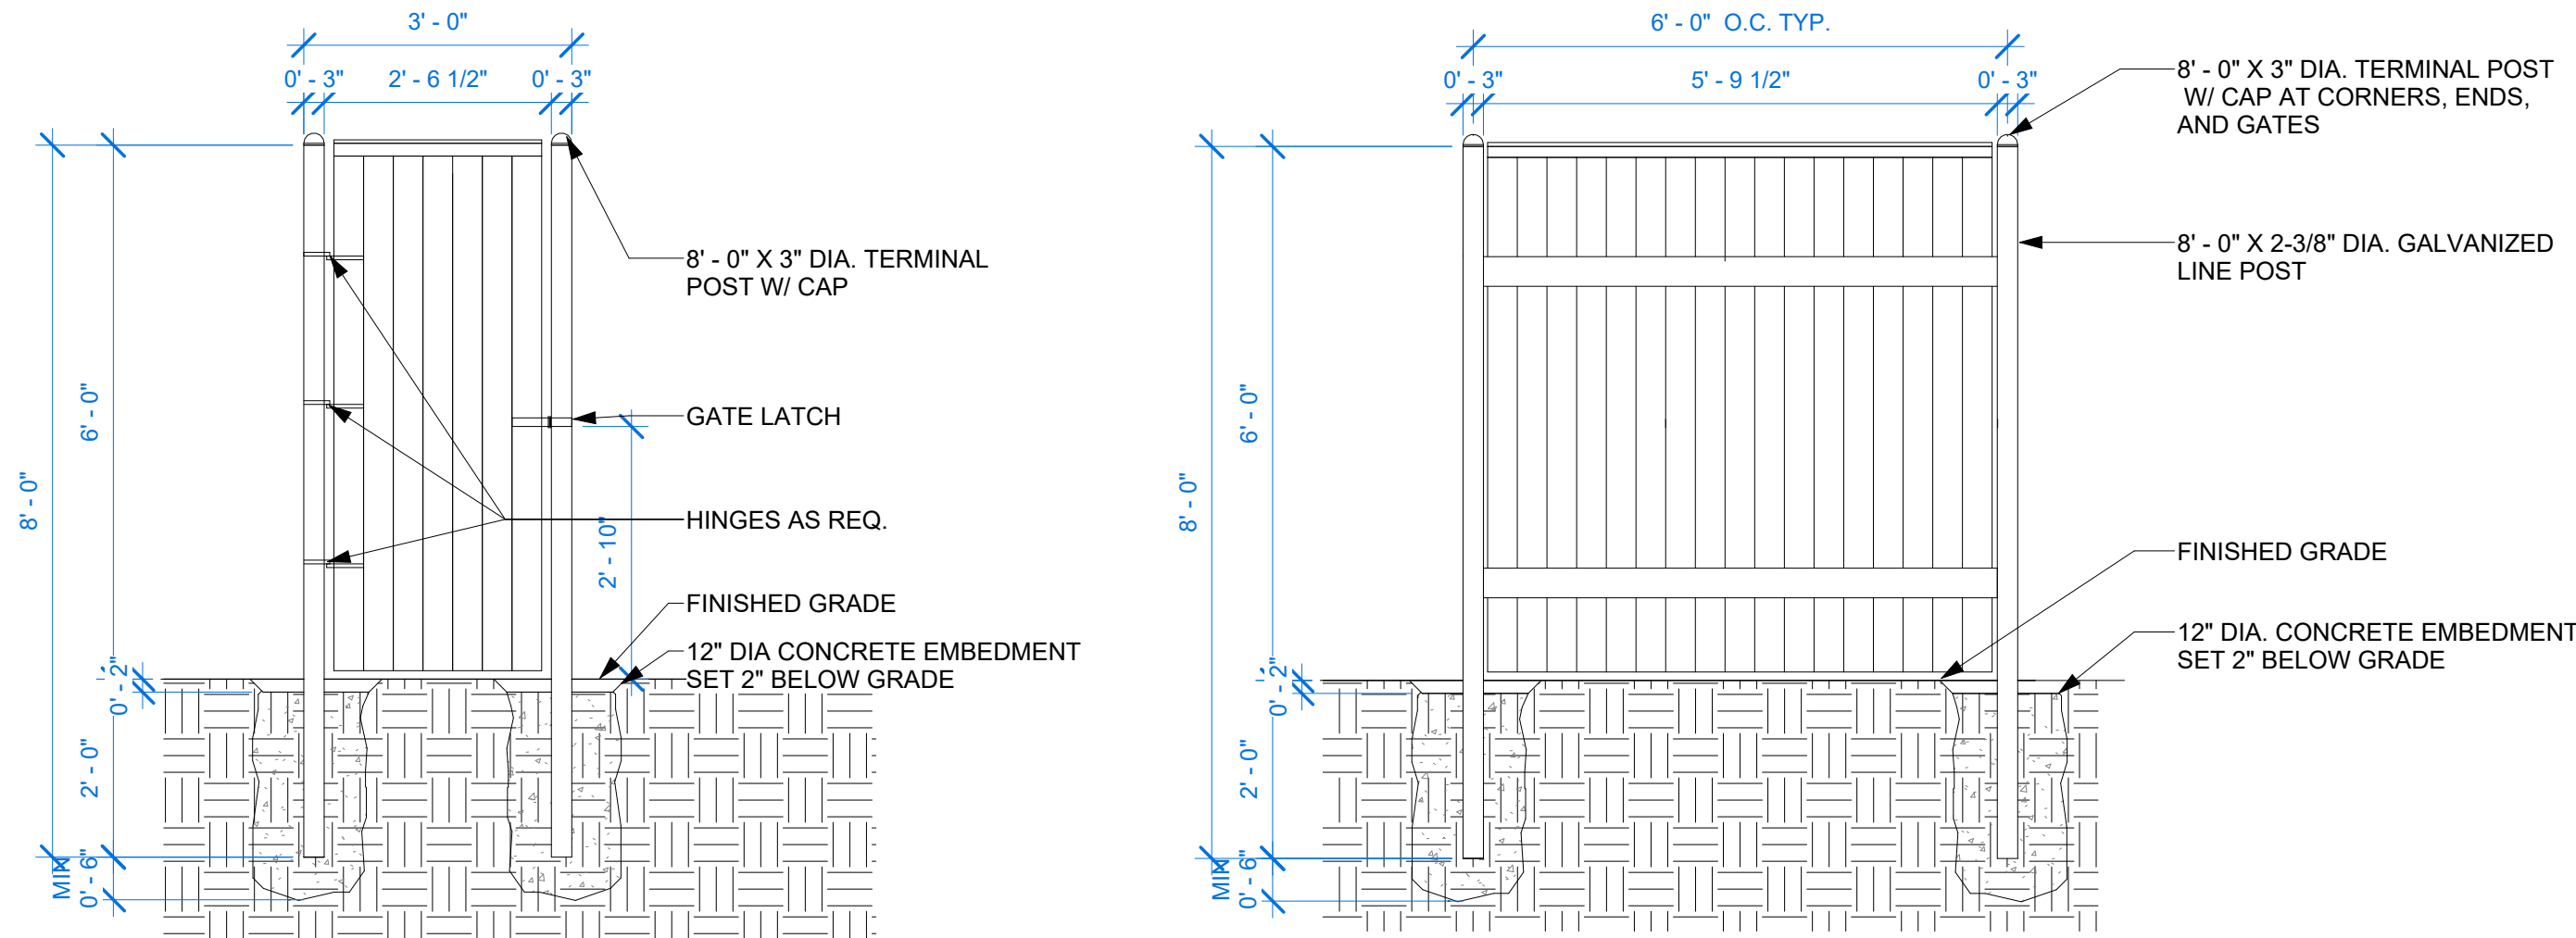 3' - 0"
0' - 3"
2' - 6 1/2"
0' - 3"
8' - 0"
6' - 0"
8' - 0" X 3" DIA. TERMINAL
POST W/ CAP
GATE LATCH
HINGES AS REQ.
2' - 10"
FINISHED GRADE
12" DIA CONCRETE EMBEDMENT
SET 2" BELOW GRADE
0' - 2"
2' - 0"
MIN
0' - 6"
6' - 0" O.C. TYP.
0' - 3"
5' - 9 1/2"
0' - 3"
8' - 0" X 3" DIA. TERMINAL POST
W/ CAP AT CORNERS, ENDS,
AND GATES
8' - 0" X 2-3/8" DIA. GALVANIZED
LINE POST
8' - 0"
6' - 0"
FINISHED GRADE
12" DIA. CONCRETE EMBEDMENT
SET 2" BELOW GRADE
0' - 2"
2' - 0"
MIN
0' - 6"